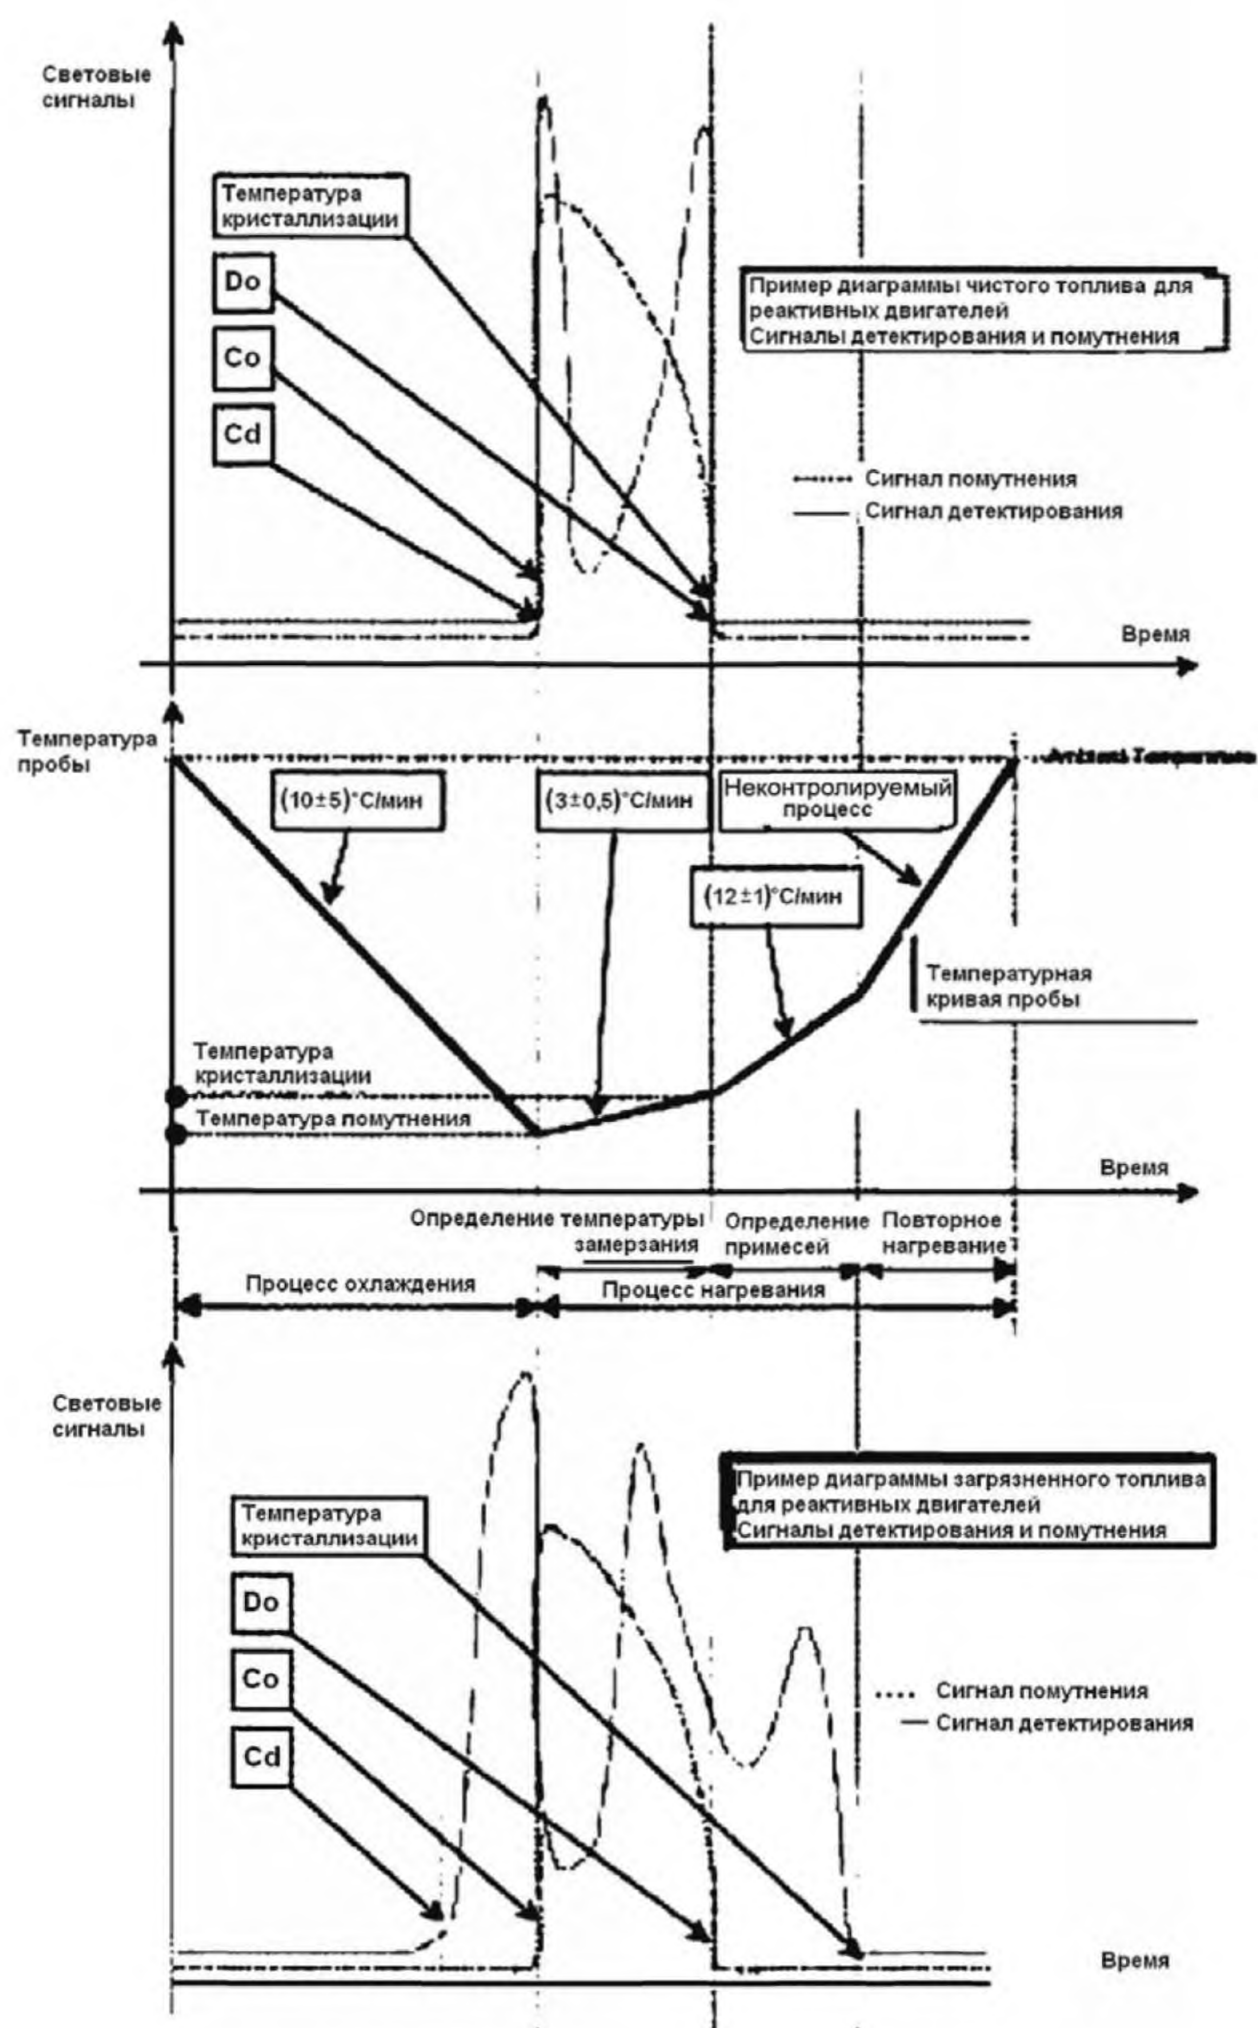 Световые
сигналы
Температура
кристаллизации
Do
Co
Cd
Пример диаграммы чистого топлива для
реактивных двигателей
Сигналы детектирования и помутнения
Сигнал помутнения
Сигнал детектирования
Время
Температура
пробы
Ambient Temperature
(10±5)°С/мин
(3±0,5)°С/мин
Неконтролируемый
процесс
(12±1)°С/мин
Температурная
кривая пробы
Температура
кристаллизации
Температура помутнения
Время
Определение температуры
замерзания
Определение
примесей
Повторное
нагревание
Процесс охлаждения
Процесс нагревания
Световые
сигналы
Температура
кристаллизации
Do
Co
Cd
Пример диаграммы загрязненного топлива
для реактивных двигателей
Сигналы детектирования и помутнения
Сигнал помутнения
Сигнал детектирования
Время